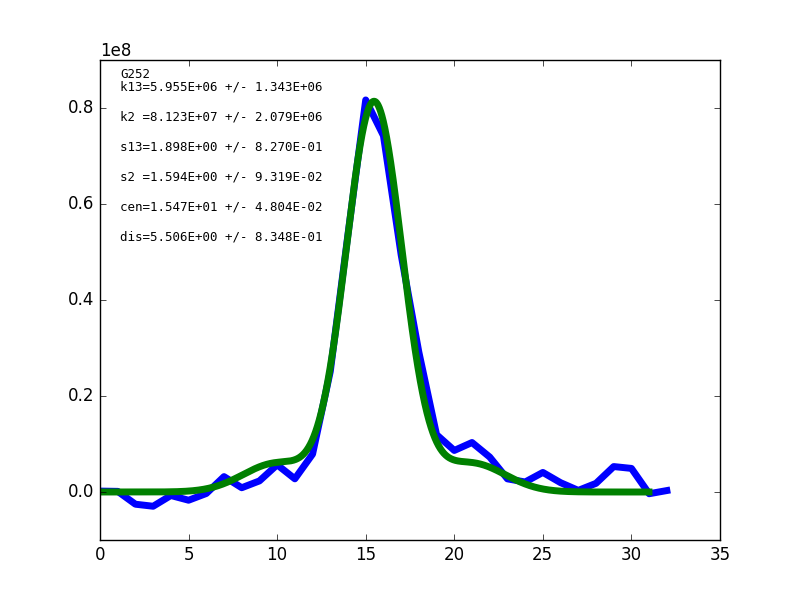 1e8
G252
k13=5.955E+06 +/- 1.343E+06
k2 =8.123E+07 +/- 2.079E+06
s13=1.898E+00 +/- 8.270E-01
s2 =1.594E+00 +/- 9.319E-02
cen=1.547E+01 +/- 4.804E-02
dis=5.506E+00 +/- 8.348E-01
0.8
0.6
0.4
0.2
0.0
0 5 10 15 20 25 30 35